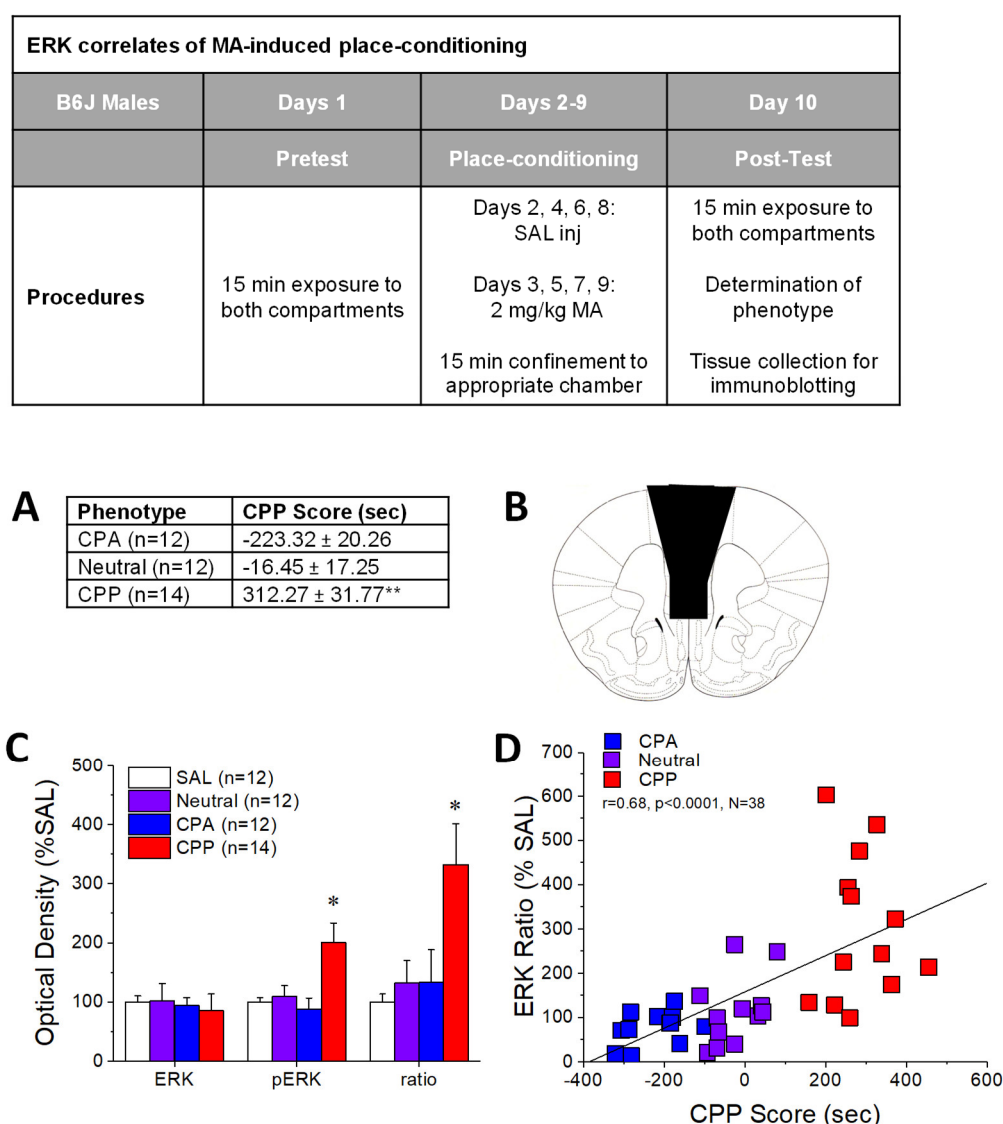 ERK correlates of MA-induced place-conditioning
B6J Males Days 1 Days 2-9 Day 10
Pretest Place-conditioning Post-Test
Procedures
15 min exposure to
both compartments
Days 2, 4, 6, 8:
SAL inj
Days 3, 5, 7, 9:
2 mg/kg MA
15 min confinement to
appropriate chamber
15 min exposure to
both compartments
Determination of
phenotype
Tissue collection for
immunoblotting
A
Phenotype CPP Score (sec)
CPA (n=12) -223.32 ± 20.26
Neutral (n=12) -16.45 ± 17.25
CPP (n=14) 312.27 ± 31.77**
B
C
Optical Density (%SAL)
500
400
300
200
100
0
SAL (n=12)
Neutral (n=12)
CPA (n=12)
CPP (n=14)
*
*
ERK pERK ratio
D
ERK Ratio (% SAL)
700
600
500
400
300
200
100
0
CPA
Neutral
CPP
r=0.68, p<0.0001, N=38
-400 -200 0 200 400 600
CPP Score (sec)